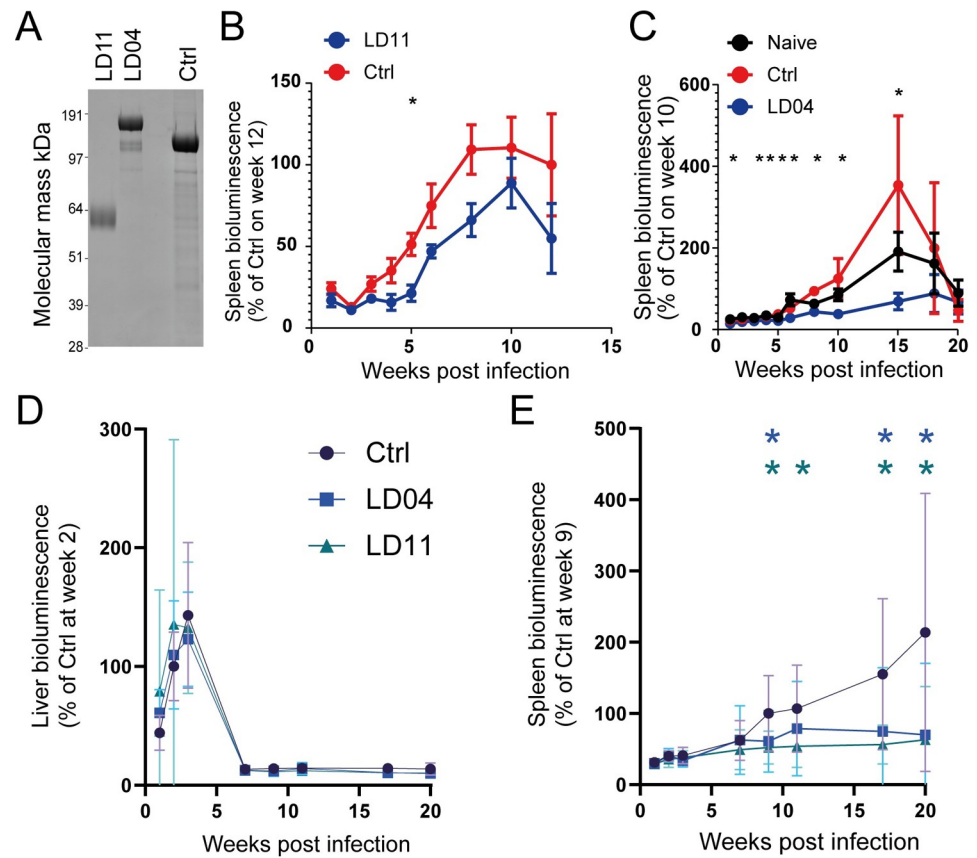 A
LD11
LD04
Ctrl
Molecular mass kDa
191
97
64
51
39
28
B
LD11
Ctrl
Spleen bioluminescence
(% of Ctrl on week 12)
150
100
50
0
*
0
5
10
15
Weeks post infection
C
Naive
Ctrl
LD04
Spleen bioluminescence
(% of Ctrl on week 10)
600
400
200
0
*
* **** * *
0
5
10
15
20
Weeks post infection
D
Liver bioluminescence
(% of Ctrl at week 2)
300
200
100
0
Ctrl
LD04
LD11
0
5
10
15
20
Weeks post infection
E
Spleen bioluminescence
(% of Ctrl at week 9)
500
400
300
200
100
0
* * *
* * * *
0
5
10
15
20
Weeks post infection